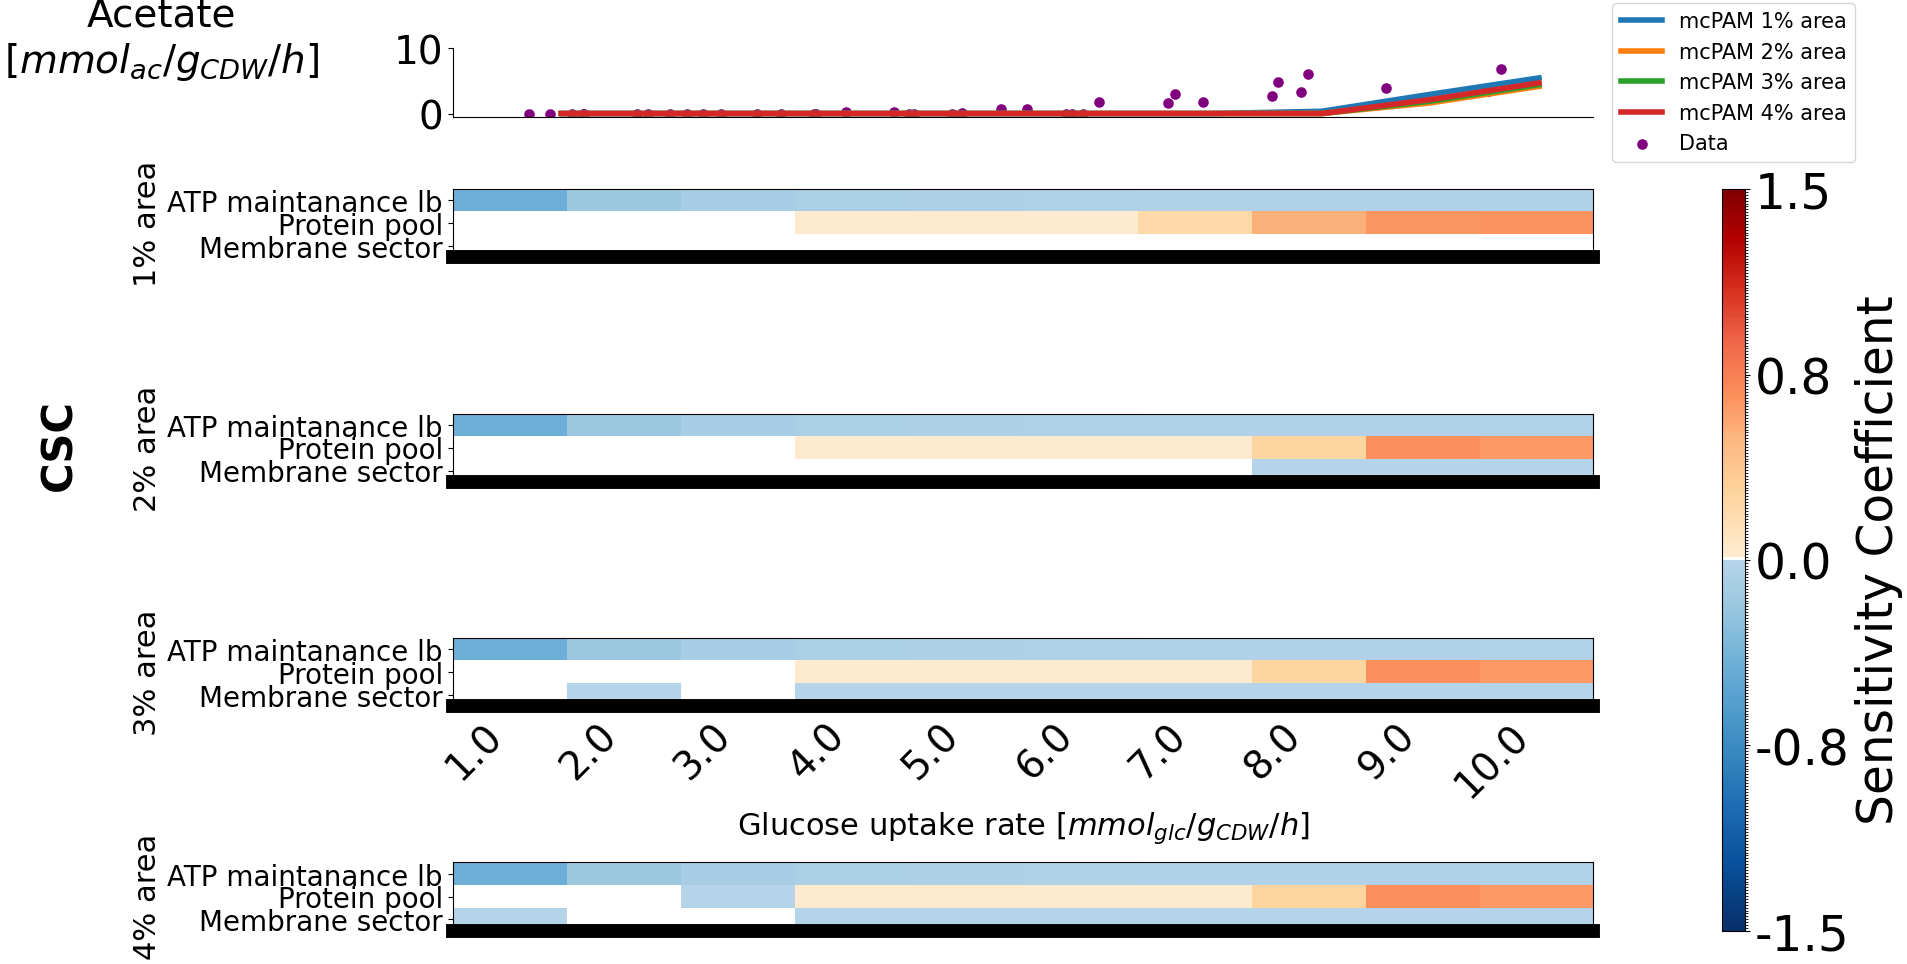 Acetate
[mmol_ac/g_CDW/h]
10
0
mcPAM 1% area
mcPAM 2% area
mcPAM 3% area
mcPAM 4% area
Data
CSC
1% area
ATP maintanance lb
Protein pool
Membrane sector
2% area
ATP maintanance lb
Protein pool
Membrane sector
3% area
ATP maintanance lb
Protein pool
Membrane sector
1.0
2.0
3.0
4.0
5.0
6.0
7.0
8.0
9.0
10.0
Glucose uptake rate [mmol_glc/g_CDW/h]
4% area
ATP maintanance lb
Protein pool
Membrane sector
1.5
0.8
0.0
-0.8
-1.5
Sensitivity Coefficient